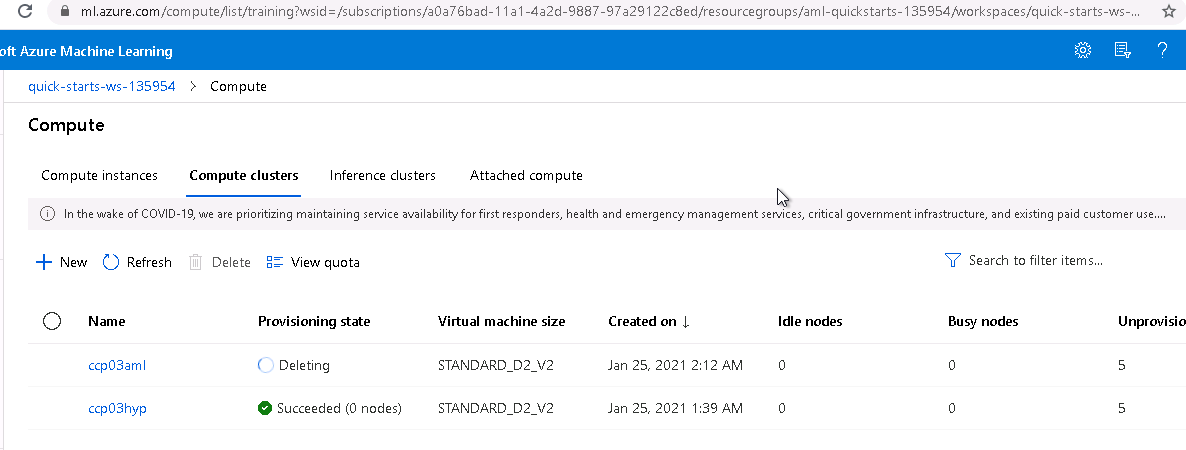 ml.azure.com/compute/list/training?wsid=/subscriptions/a0a76bad-11a1-4a2d-9887-97a29122c8ed/resourcegroups/aml-quickstarts-135954/workspaces/quick-starts-ws-...
oft Azure Machine Learning
quick-starts-ws-135954 > Compute
Compute
Compute instances Compute clusters Inference clusters Attached compute
In the wake of COVID-19, we are prioritizing maintaining service availability for first responders, health and emergency management services, critical government infrastructure, and existing paid customer use....
New Refresh Delete View quota Search to filter items...
Name Provisioning state Virtual machine size Created on ↓ Idle nodes Busy nodes Unprovisio
ccp03aml Deleting STANDARD_D2_V2 Jan 25, 2021 2:12 AM 0 0 5
ccp03hyp Succeeded (0 nodes) STANDARD_D2_V2 Jan 25, 2021 1:39 AM 0 0 5